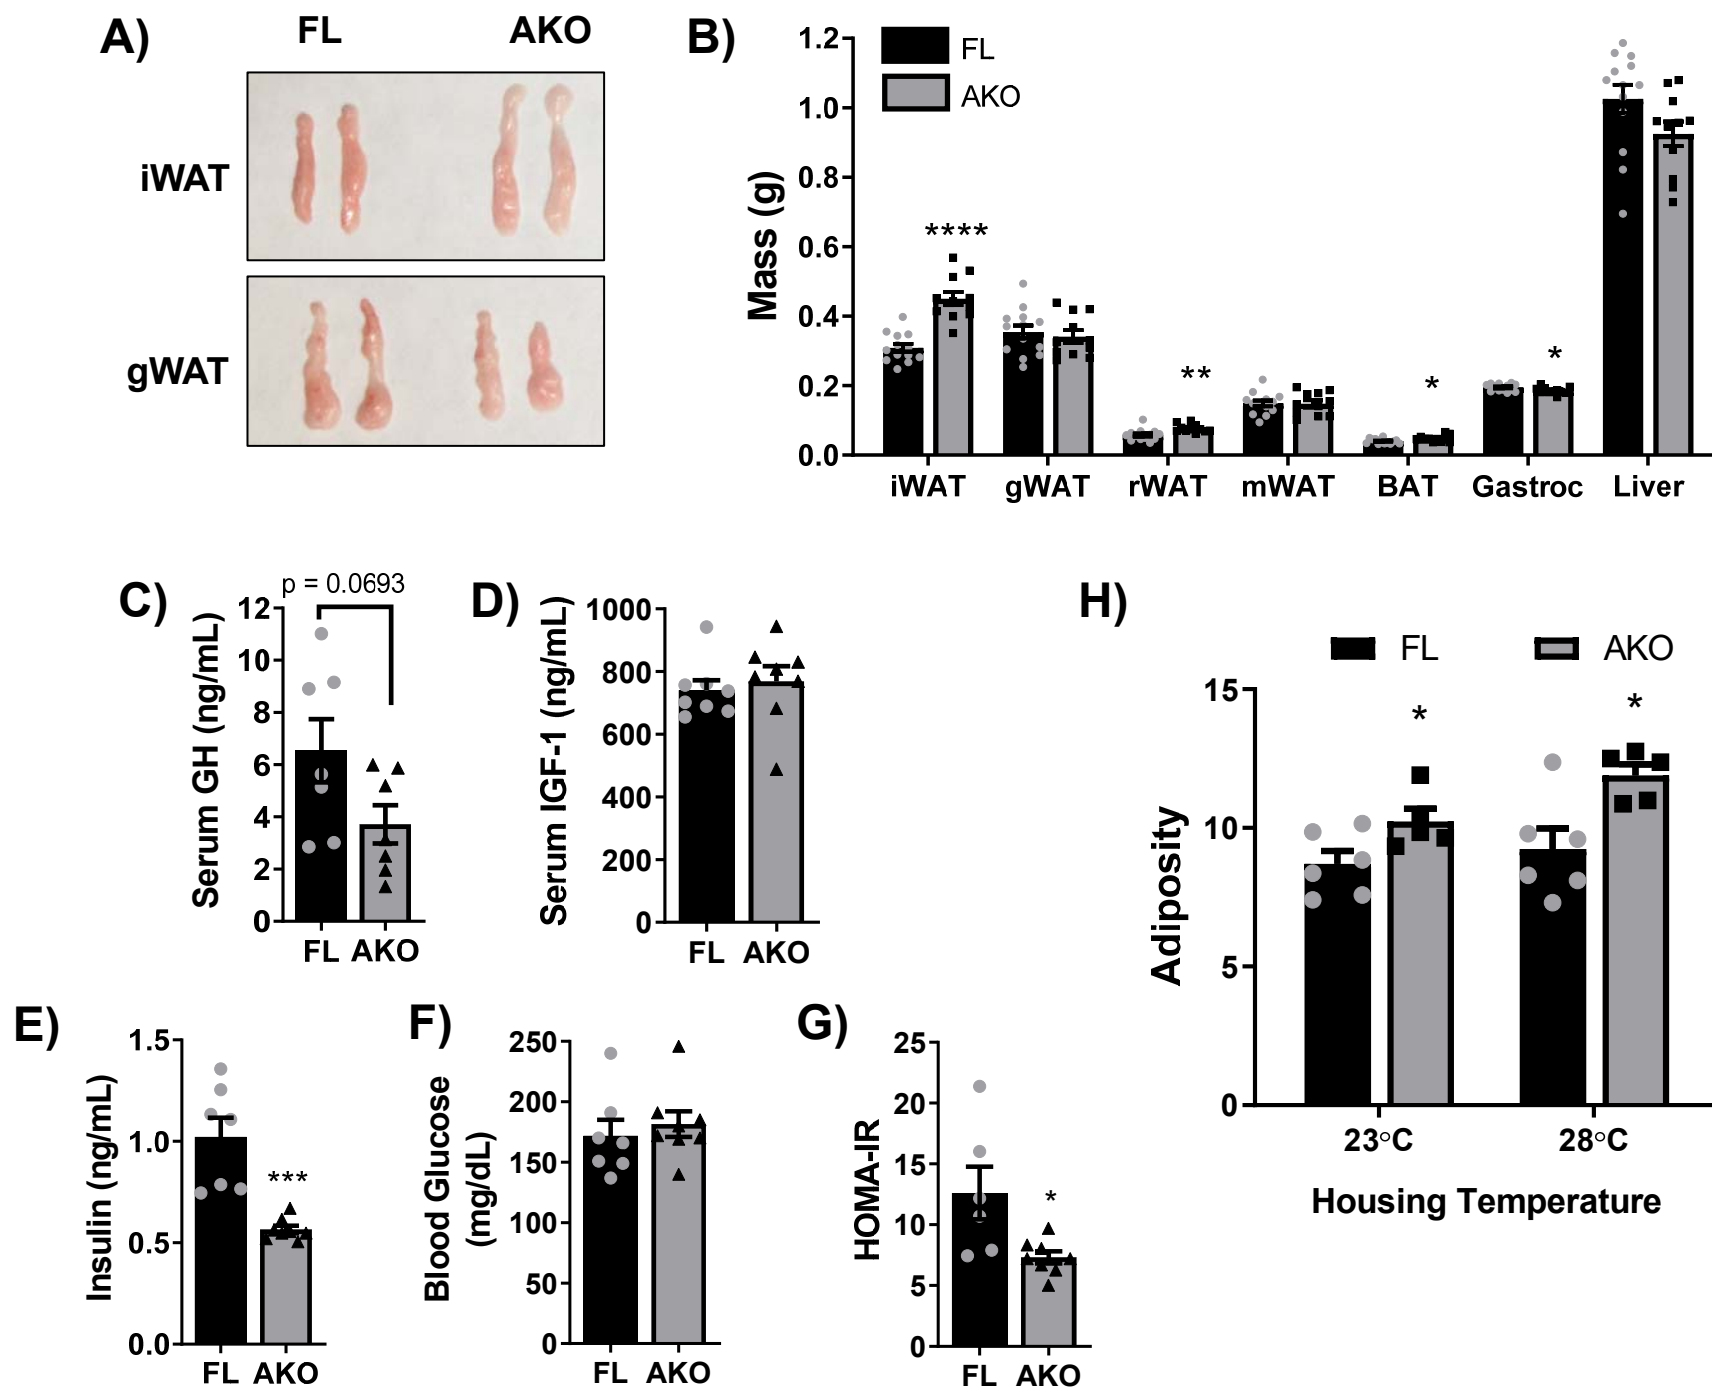 A)
FL AKO
iWAT
gWAT
B)
FL
AKO
Mass (g)
1.2
1.0
0.8
0.6
0.4
0.2
0.0
****
**
*
*
iWAT gWAT rWAT mWAT BAT Gastroc Liver
C)
p = 0.0693
Serum GH (ng/mL)
12
10
8
6
4
2
0
FL AKO
D)
Serum IGF-1 (ng/mL)
1000
800
600
400
200
0
FL AKO
H)
FL AKO
Adiposity
15
10
5
0
*
*
23°C 28°C
Housing Temperature
E)
Insulin (ng/mL)
1.5
1.0
0.5
0.0
***
FL AKO
F)
Blood Glucose
(mg/dL)
250
200
150
100
50
0
FL AKO
G)
HOMA-IR
25
20
15
10
5
0
*
FL AKO